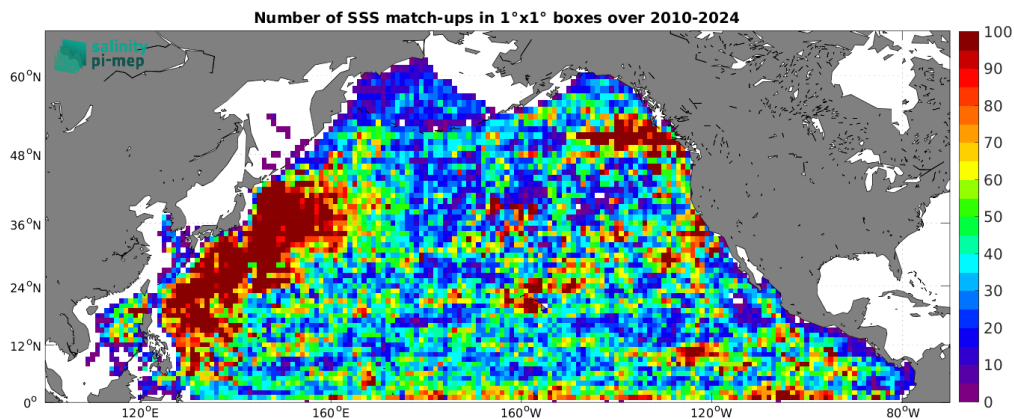 Number of SSS match-ups in 1°x1° boxes over 2010-2024
salinity
pi-mep
60°N
48°N
36°N
24°N
12°N
0°
120°E
160°E
160°W
120°W
80°W
100
90
80
70
60
50
40
30
20
10
0